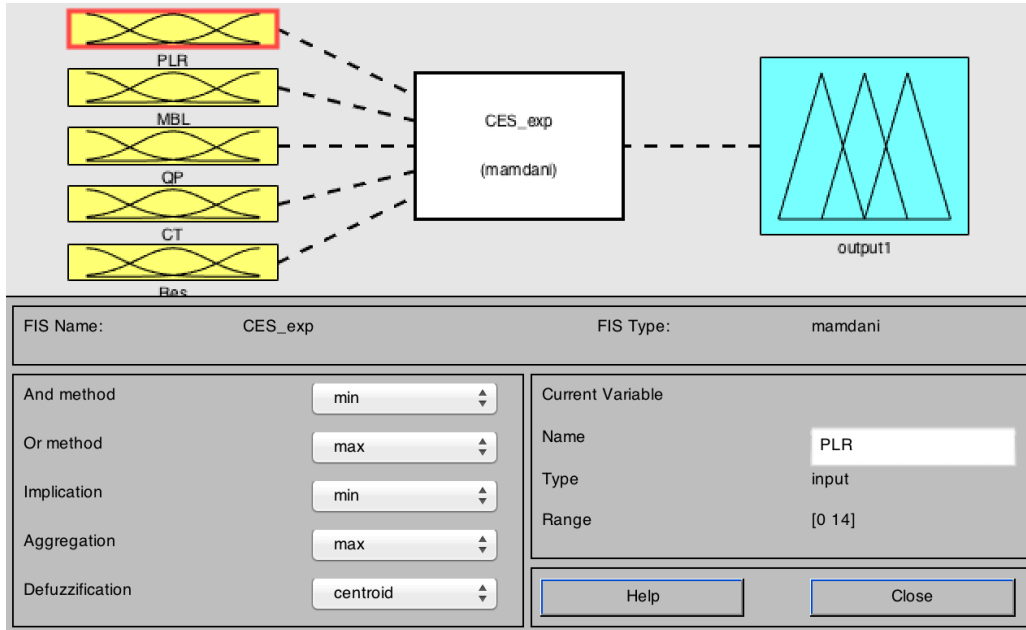 PLR
MBL
QP
CT
Res
CES_exp
(mamdani)
output1
FIS Name: CES_exp FIS Type: mamdani
And method min
Or method max
Implication min
Aggregation max
Defuzzification centroid
Current Variable
Name PLR
Type input
Range [0 14]
Help Close